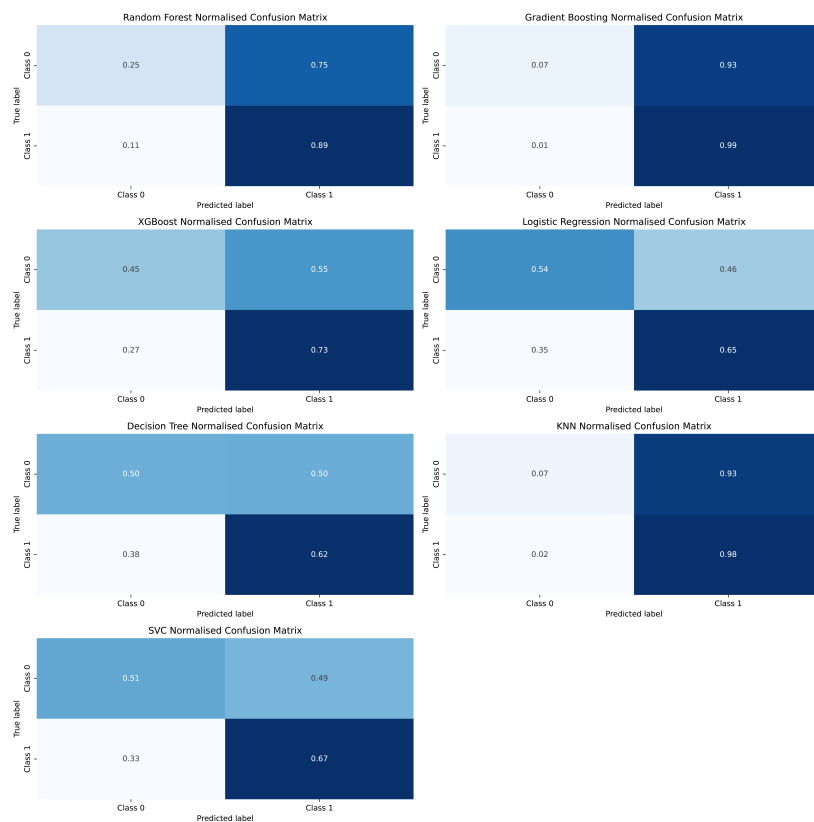 Random Forest Normalised Confusion Matrix
True label
Class 0
0.25
0.75
Class 1
0.11
0.89
Class 0
Class 1
Predicted label
Gradient Boosting Normalised Confusion Matrix
True label
Class 0
0.07
0.93
Class 1
0.01
0.99
Class 0
Class 1
Predicted label
XGBoost Normalised Confusion Matrix
True label
Class 0
0.45
0.55
Class 1
0.27
0.73
Class 0
Class 1
Predicted label
Logistic Regression Normalised Confusion Matrix
True label
Class 0
0.54
0.46
Class 1
0.35
0.65
Class 0
Class 1
Predicted label
Decision Tree Normalised Confusion Matrix
True label
Class 0
0.50
0.50
Class 1
0.38
0.62
Class 0
Class 1
Predicted label
KNN Normalised Confusion Matrix
True label
Class 0
0.07
0.93
Class 1
0.02
0.98
Class 0
Class 1
Predicted label
SVC Normalised Confusion Matrix
True label
Class 0
0.51
0.49
Class 1
0.33
0.67
Class 0
Class 1
Predicted label